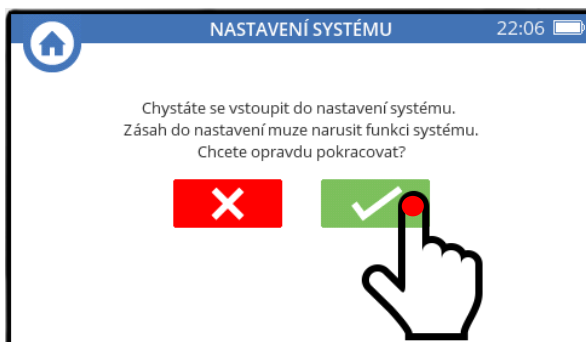 NASTAVENÍ SYSTÉMU 22:06
Chystáte se vstoupit do nastavení systému.
Zásah do nastavení muze narusit funkci systému.
Chcete opravdu pokracovat?